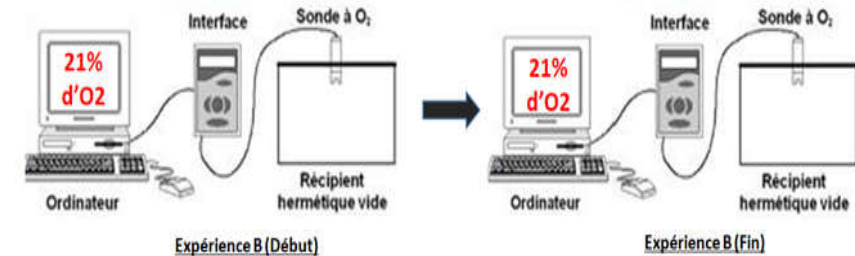 Interface
Sonde à O₂
21%
d'O2
Ordinateur
Récipient
hermétique vide
Expérience B (Début)
Interface
Sonde à O₂
21%
d'O2
Ordinateur
Récipient
hermétique vide
Expérience B (Fin)